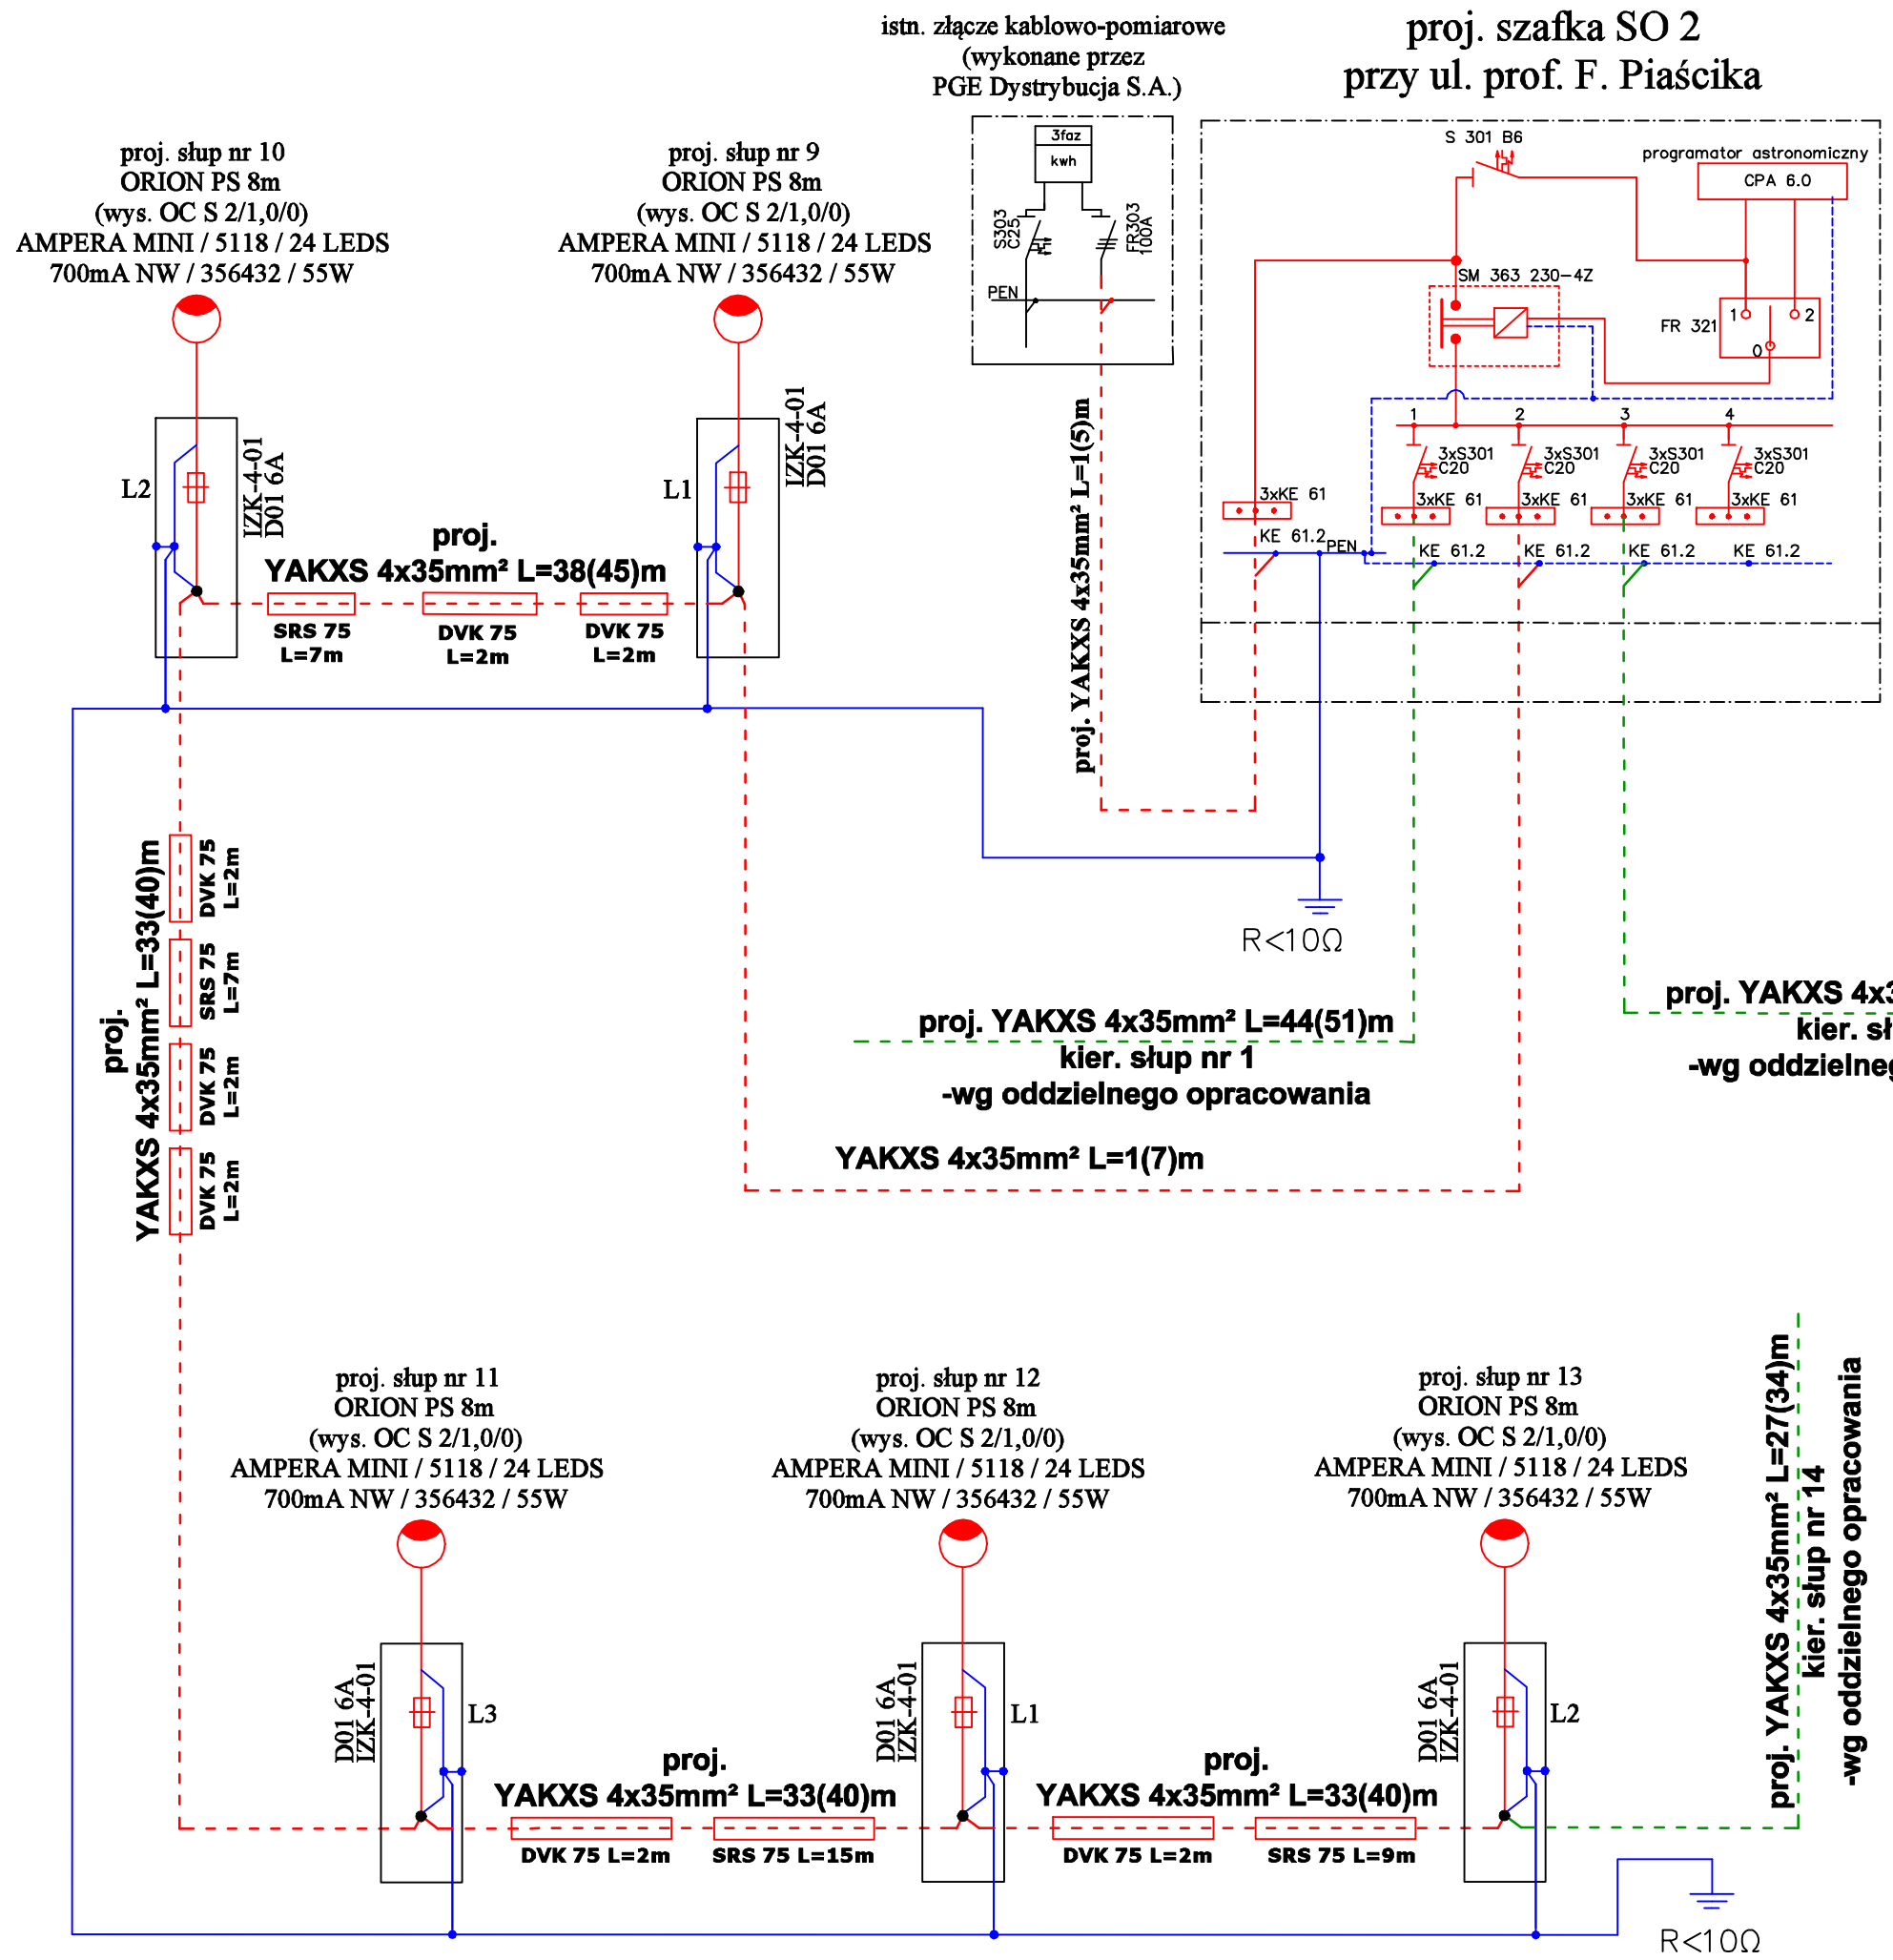 istn. złącze kablowo-pomiarowe
(wykonane przez
PGE Dystrybucja S.A.)
proj. szafka SO 2
przy ul. prof. F. Piaścika
proj. słup nr 10
ORION PS 8m
(wys. OC S 2/1,0/0)
AMPERA MINI / 5118 / 24 LEDS
700mA NW / 356432 / 55W
proj. słup nr 9
ORION PS 8m
(wys. OC S 2/1,0/0)
AMPERA MINI / 5118 / 24 LEDS
700mA NW / 356432 / 55W
3faz
kwh
S303
C25
FR303
100A
PEN
S 301 B6
programator astronomiczny
CPA 6.0
SM 363 230-4Z
FR 321
1
2
0
1
2
3
4
3xS301
C20
3xS301
C20
3xS301
C20
3xS301
C20
3xKE 61
3xKE 61
3xKE 61
3xKE 61
3xKE 61
KE 61.2
PEN
KE 61.2
KE 61.2
KE 61.2
KE 61.2
L2
IZK-4-01
D01 6A
L1
IZK-4-01
D01 6A
proj.
YAKXS 4x35mm² L=38(45)m
SRS 75
L=7m
DVK 75
L=2m
DVK 75
L=2m
proj. YAKXS 4x35mm² L=1(5)m
R<10Ω
proj.
YAKXS 4x35mm² L=33(40)m
DVK 75
L=2m
SRS 75
L=7m
DVK 75
L=2m
DVK 75
L=2m
proj. YAKXS 4x35mm² L=44(51)m
kier. słup nr 1
-wg oddzielnego opracowania
proj. YAKXS 4x3
kier. sł
-wg oddzielneg
YAKXS 4x35mm² L=1(7)m
proj. słup nr 11
ORION PS 8m
(wys. OC S 2/1,0/0)
AMPERA MINI / 5118 / 24 LEDS
700mA NW / 356432 / 55W
proj. słup nr 12
ORION PS 8m
(wys. OC S 2/1,0/0)
AMPERA MINI / 5118 / 24 LEDS
700mA NW / 356432 / 55W
proj. słup nr 13
ORION PS 8m
(wys. OC S 2/1,0/0)
AMPERA MINI / 5118 / 24 LEDS
700mA NW / 356432 / 55W
proj. YAKXS 4x35mm² L=27(34)m
kier. słup nr 14
-wg oddzielnego opracowania
D01 6A
IZK-4-01
L3
D01 6A
IZK-4-01
L1
D01 6A
IZK-4-01
L2
proj.
YAKXS 4x35mm² L=33(40)m
DVK 75 L=2m
SRS 75 L=15m
proj.
YAKXS 4x35mm² L=33(40)m
DVK 75 L=2m
SRS 75 L=9m
R<10Ω